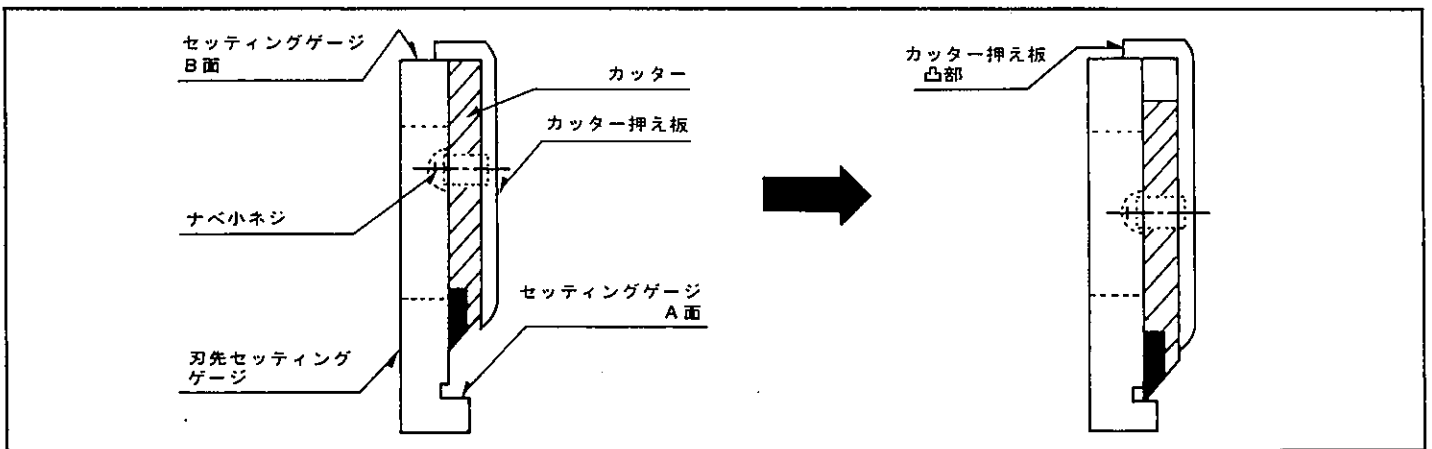 セッティングゲージ
B面
カッター
カッター押え板
ナベ小ネジ
セッティングゲージ
A面
刃先セッティング
ゲージ
カッター押え板
凸部